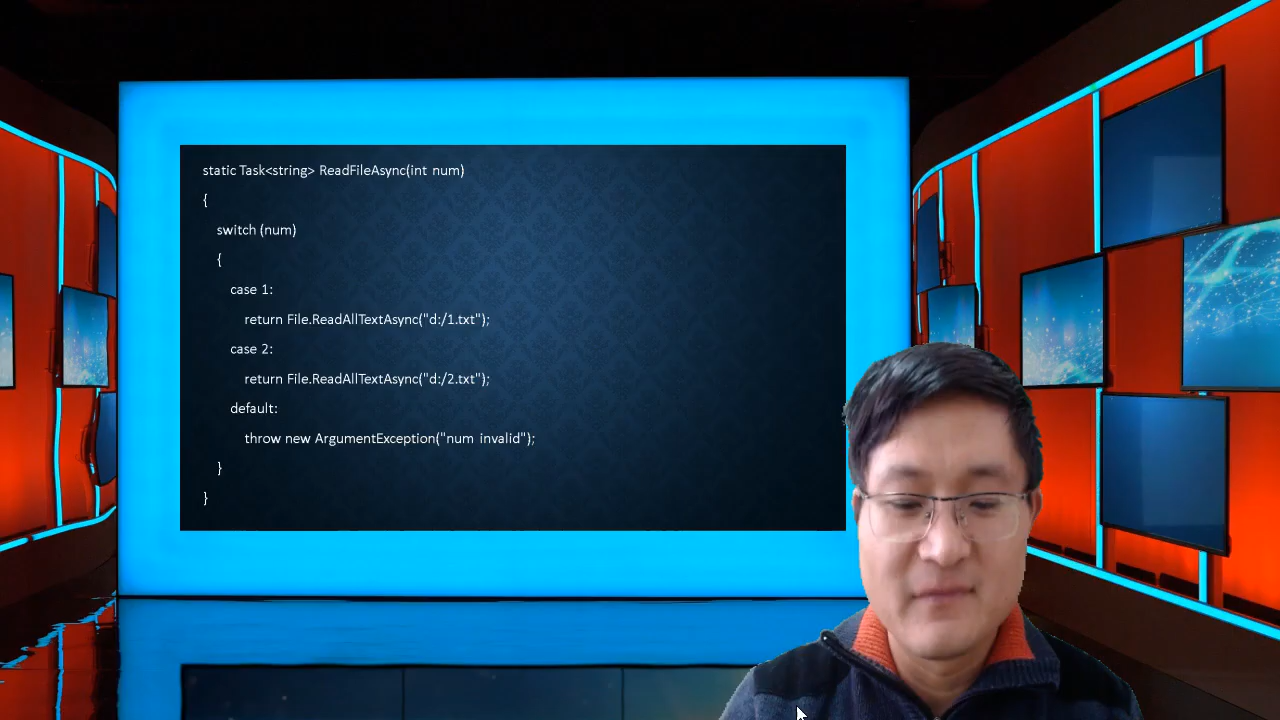 static Task<string> ReadFileAsync(int num)
{
switch (num)
{
case 1:
return File.ReadAllTextAsync("d:/1.txt");
case 2:
return File.ReadAllTextAsync("d:/2.txt");
default:
throw new ArgumentException("num invalid");
}
}